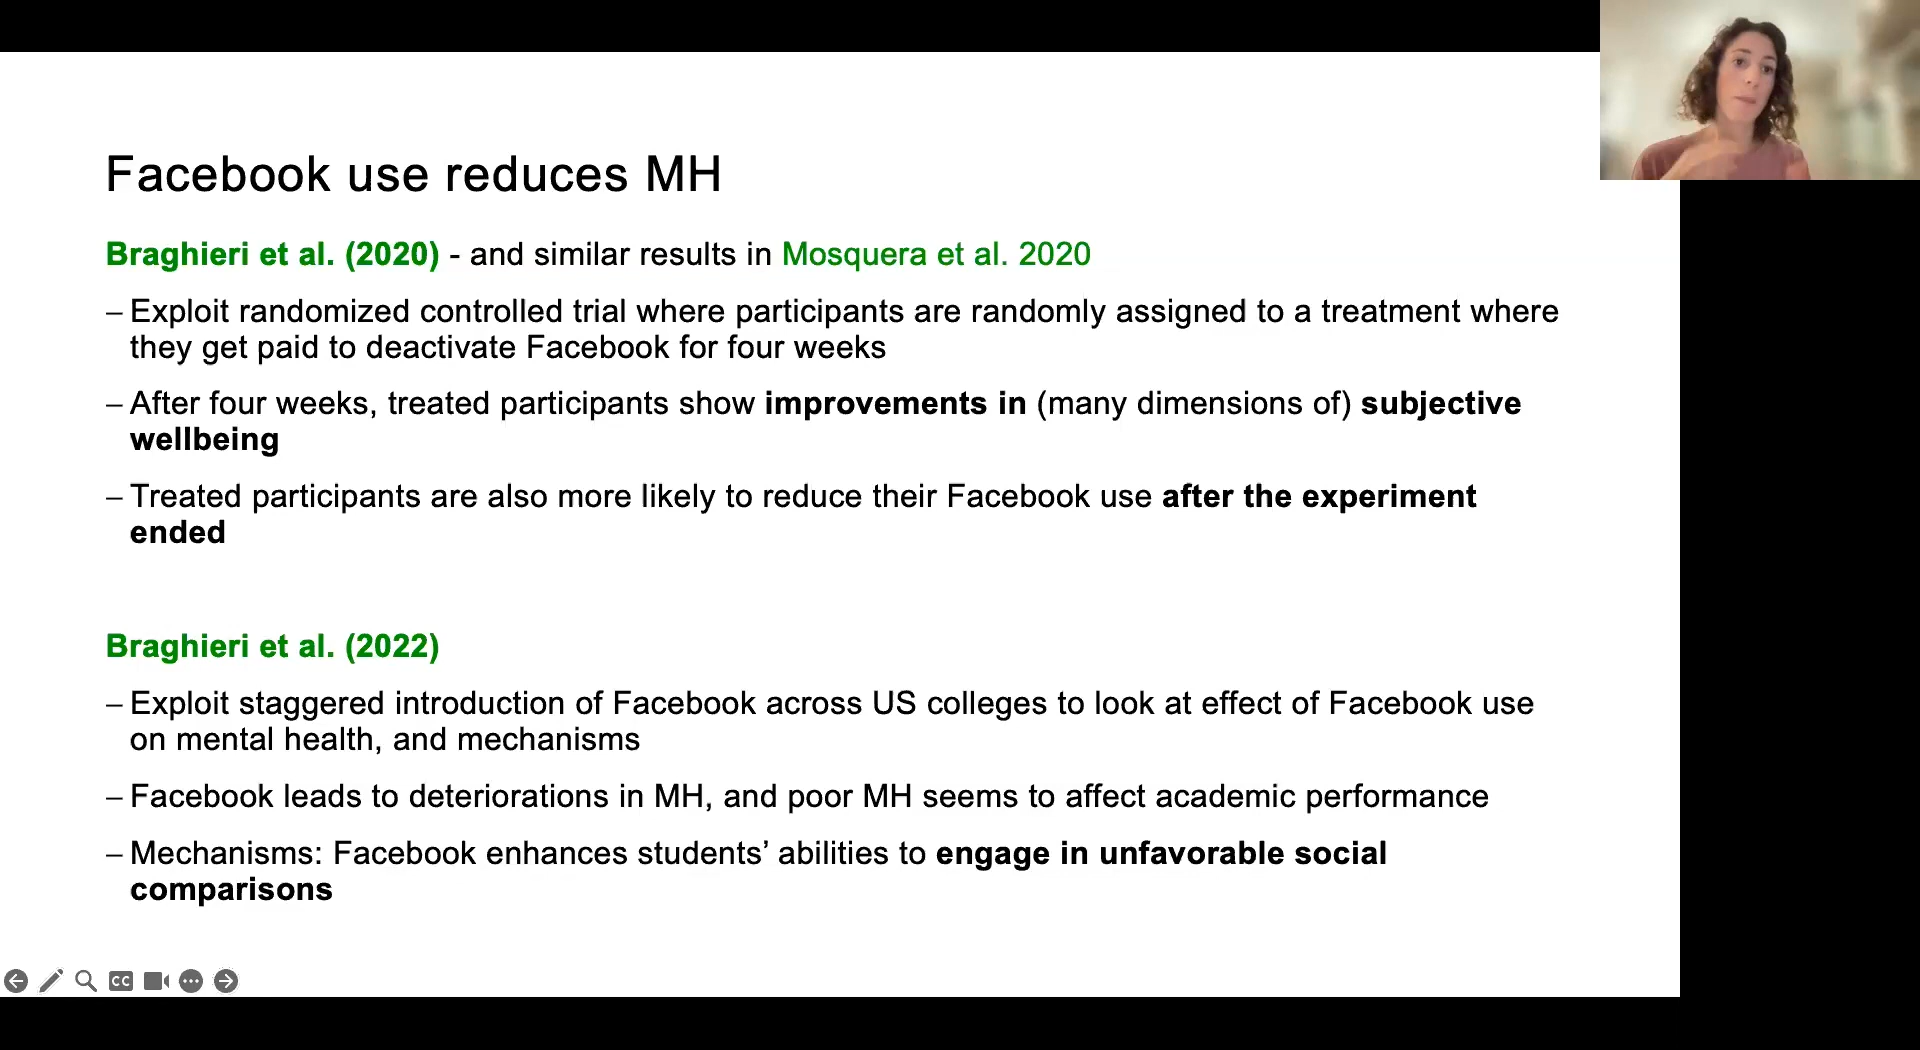 Facebook use reduces MH
Braghieri et al. (2020) - and similar results in Mosquera et al. 2020
– Exploit randomized controlled trial where participants are randomly assigned to a treatment where
they get paid to deactivate Facebook for four weeks
– After four weeks, treated participants show improvements in (many dimensions of) subjective
wellbeing
– Treated participants are also more likely to reduce their Facebook use after the experiment
ended
Braghieri et al. (2022)
– Exploit staggered introduction of Facebook across US colleges to look at effect of Facebook use
on mental health, and mechanisms
– Facebook leads to deteriorations in MH, and poor MH seems to affect academic performance
– Mechanisms: Facebook enhances students’ abilities to engage in unfavorable social
comparisons
CC